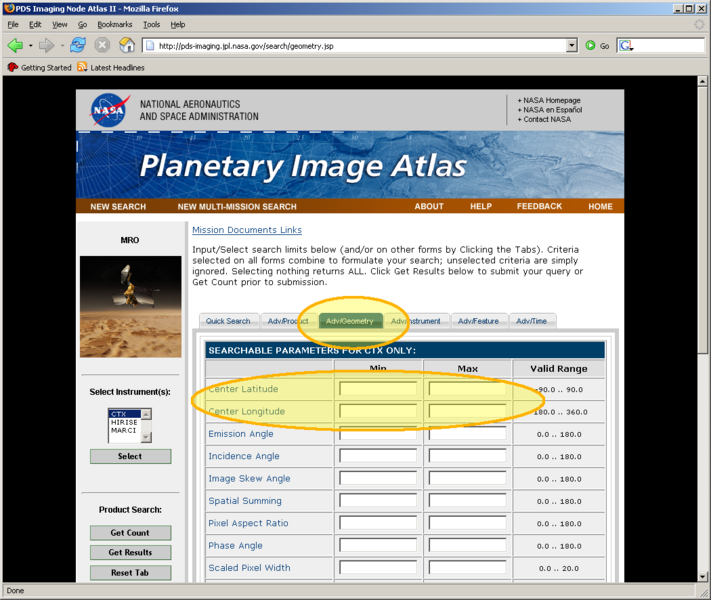 PDS Imaging Node Atlas II - Mozilla Firefox
File Edit View Go Bookmarks Tools Help
http://pds-imaging.jpl.nasa.gov/search/geometry.jsp
Go
G
Getting Started Latest Headlines
NASA
NATIONAL AERONAUTICS
AND SPACE ADMINISTRATION
+ NASA Homepage
+ NASA en Español
+ Contact NASA
Planetary Image Atlas
NEW SEARCH NEW MULTI-MISSION SEARCH ABOUT HELP FEEDBACK HOME
MRO
Mission Documents Links
Input/Select search limits below (and/or on other forms by Clicking the Tabs). Criteria
selected on all forms combine to formulate your search; unselected criteria are simply
ignored. Selecting nothing returns ALL. Click Get Results below to submit your query or
Get Count prior to submission.
Quick Search Adv/Product Adv/Geometry Adv/Instrument Adv/Feature Adv/Time
SEARCHABLE PARAMETERS FOR CTX ONLY:
Min Max Valid Range
Center Latitude -90.0 .. 90.0
Center Longitude 180.0 .. 360.0
Emission Angle 0.0 .. 180.0
Incidence Angle 0.0 .. 180.0
Image Skew Angle 0.0 .. 180.0
Spatial Summing 0.0 .. 180.0
Pixel Aspect Ratio 0.0 .. 180.0
Phase Angle 0.0 .. 180.0
Scaled Pixel Width 0.0 .. 20.0
Select Instrument(s):
CTX
HIRISE
MARCI
Select
Product Search:
Get Count
Get Results
Reset Tab
Done